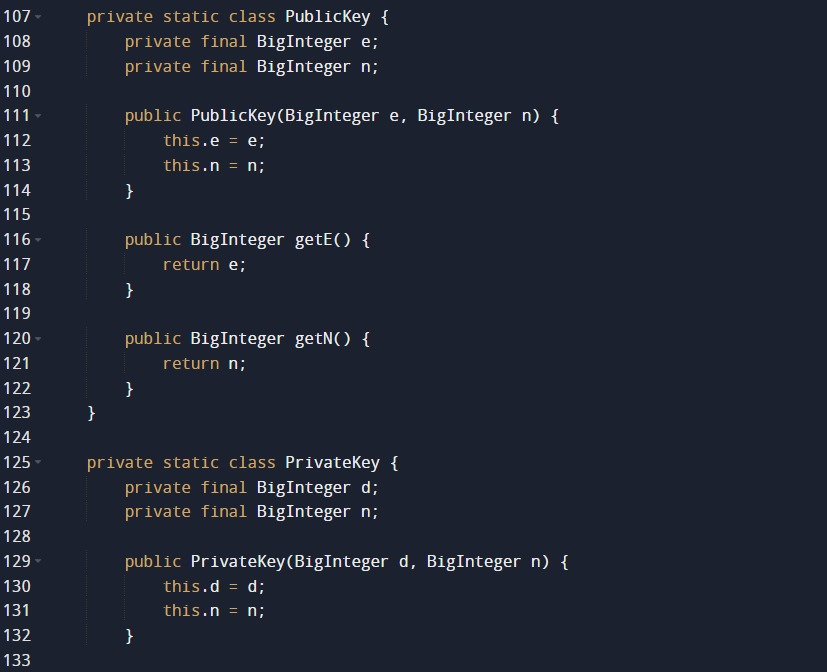 107    private static class PublicKey {
108        private final BigInteger e;
109        private final BigInteger n;
110
111        public PublicKey(BigInteger e, BigInteger n) {
112            this.e = e;
113            this.n = n;
114        }
115
116        public BigInteger getE() {
117            return e;
118        }
119
120        public BigInteger getN() {
121            return n;
122        }
123    }
124
125    private static class PrivateKey {
126        private final BigInteger d;
127        private final BigInteger n;
128
129        public PrivateKey(BigInteger d, BigInteger n) {
130            this.d = d;
131            this.n = n;
132        }
133